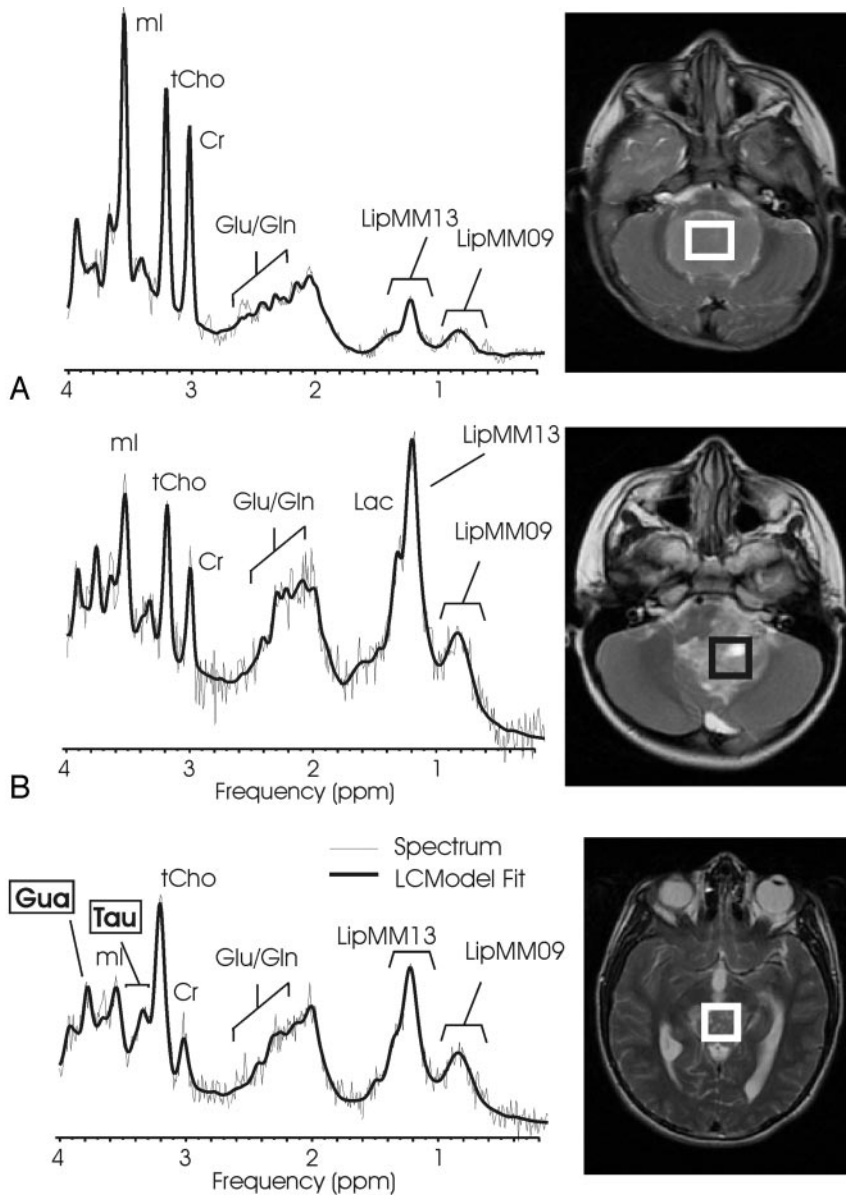 mI
tCho
Cr
Glu/Gln
LipMM13
LipMM09
4 3 2 1
A
mI
tCho
Cr
Glu/Gln
Lac
LipMM13
LipMM09
4 3 2 1
Frequency (ppm)
B
Spectrum
LCModel Fit
Gua
Tau
mI
tCho
Cr
Glu/Gln
LipMM13
LipMM09
4 3 2 1
Frequency (ppm)